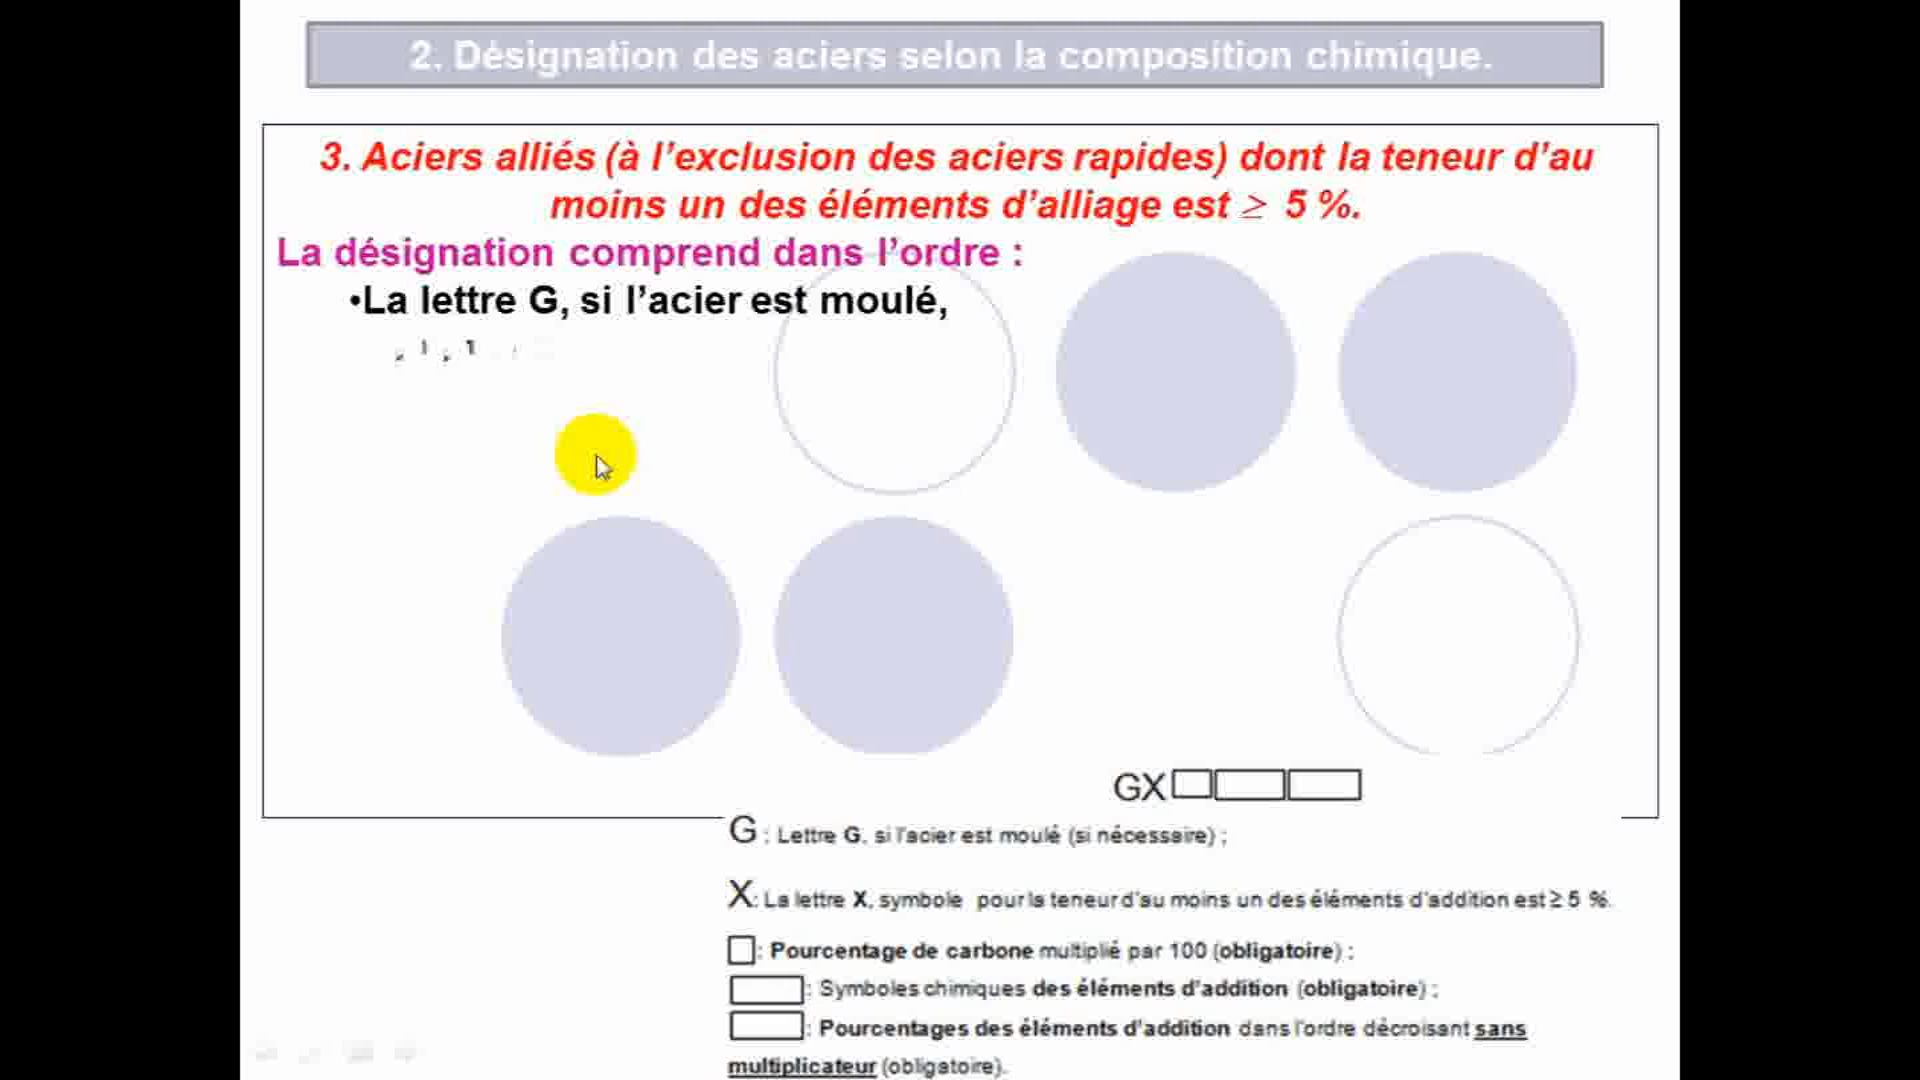 2. Désignation des aciers selon la composition chimique.
3. Aciers alliés (à l’exclusion des aciers rapides) dont la teneur d’au
moins un des éléments d’alliage est ≥ 5 %.
La désignation comprend dans l’ordre :
•La lettre G, si l’acier est moulé,
GX
G : Lettre G, si l'acier est moulé (si nécessaire) ;
X: La lettre X, symbole pour la teneur d'au moins un des éléments d'addition est ≥ 5 %.
: Pourcentage de carbone multiplié par 100 (obligatoire) ;
: Symboles chimiques des éléments d'addition (obligatoire) ;
: Pourcentages des éléments d'addition dans l'ordre décroisant sans
multiplicateur (obligatoire).